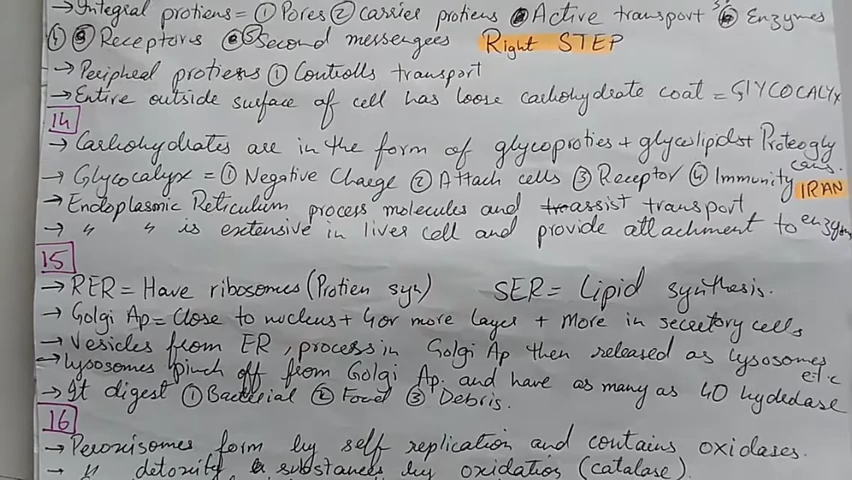 → Integral protiens = ① Pores ② carrier protiens ③ Active transport ④ Enzymes
⑤ Receptors ⑥ Second messengers Right STEP
→ Peripheal protiens ① Controlls transport
→ Entire outside surface of cell has loose carbohydrate coat = GLYCOCALYX
14
→ Carbohydrates are in the form of glycoproties + glycolipids + Proteogly
cans.
→ Glycocalyx = ① Negative Charge ② Attach cells ③ Receptor ④ Immunity IRAN
→ Endoplasmic Reticulum process molecules and assist transport
→ " " is extensive in liver cell and provide attachment to enzym
15
→ RER = Have ribosomes (Protien syn) SER = Lipid synthesis.
→ Golgi Ap = Close to nucleus + 4 or more layer + More in secretory cells
→ Vesicles from ER, process in Golgi Ap then released as lysosomes
etc
→ Lysosomes pinch off from Golgi Ap. and have as many as 40 hydedase
→ It digest ① Bacterial ② Food ③ Debris.
16
→ Peroxisomes form by self replication and contains oxidases.
→ " detoxify substances by oxidation (catalase).